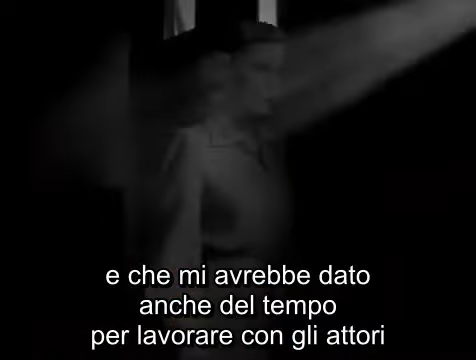 e che mi avrebbe dato
anche del tempo
per lavorare con gli attori